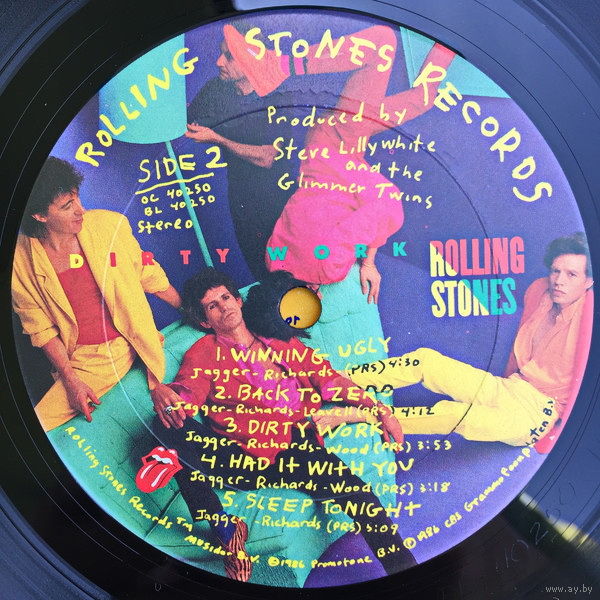 ROLLING STONES RECORDS
Produced by
Steve Lillywhite
and the
Glimmer Twins
SIDE 2
OC 40250
BL 40250
Stereo
DIRTY WORK
ROLLING
STONES
1. WINNING UGLY
Jagger-Richards (PRS) 4:30
2. BACK TO ZERO
Jagger-Richards-Leavell (PRS) 4:12
3. DIRTY WORK
Jagger-Richards-Wood (PRS) 3:53
4. HAD IT WITH YOU
Jagger-Richards-Wood (PRS) 3:18
5. SLEEP TONIGHT
Jagger-Richards (PRS) 5:09
Rolling Stones Records TM Musidor B.V. ©1986 Promotone B.V. ℗1986 CBS Grammofoonplaten B.V.
www.ay.by